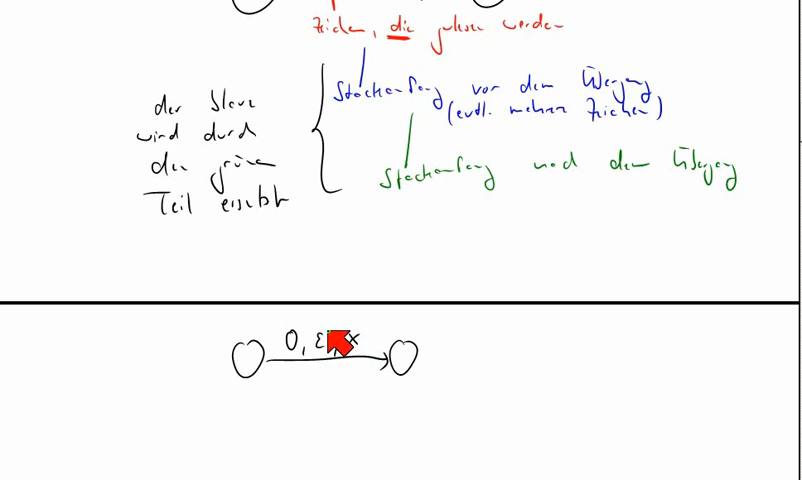 Zeichen, die gelesen werden
Stackanfang vor dem Übergang
(evtl. mehrere Zeichen)
der blaue
wird durch
den grünen
Teil ersetzt
Stackanfang nach dem Übergang
0, ε, x